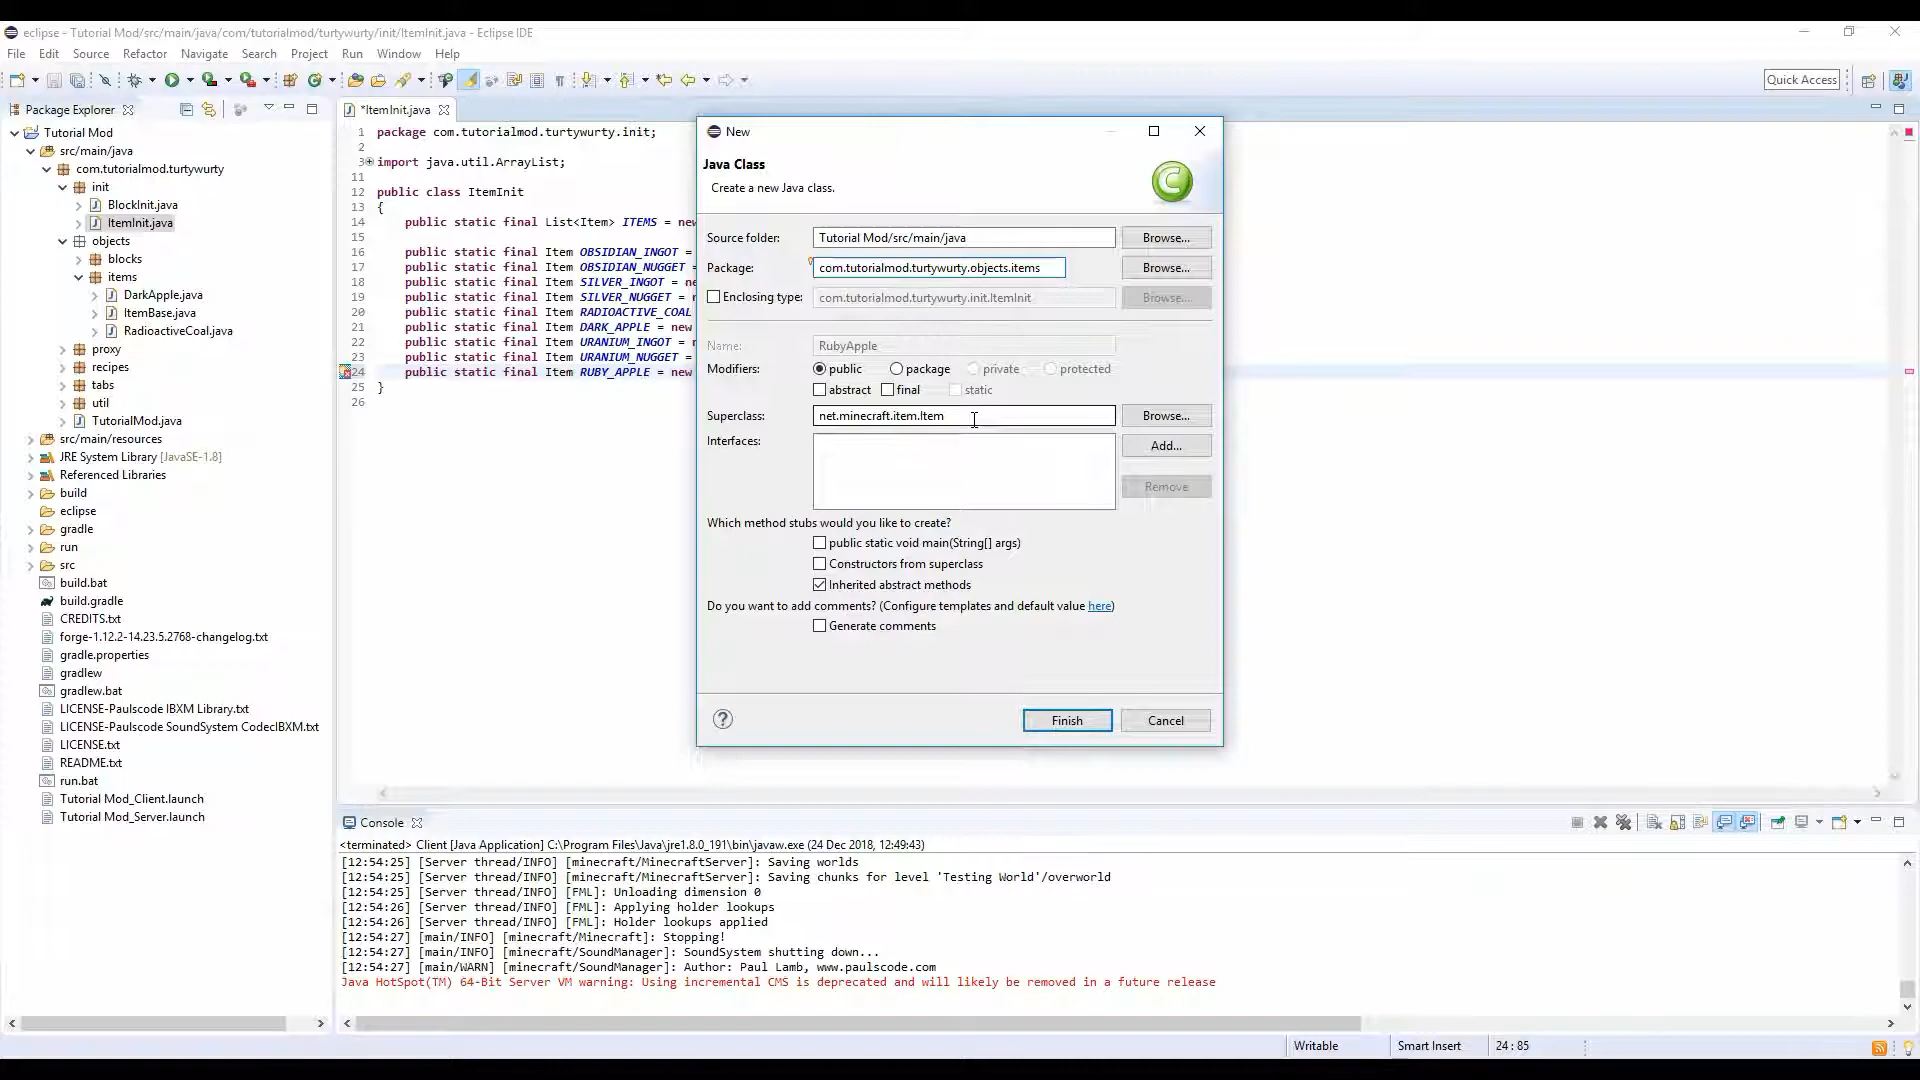 eclipse - Tutorial Mod/src/main/java/com/tutorialmod/turtywurty/init/ItemInit.java - Eclipse IDE
File Edit Source Refactor Navigate Search Project Run Window Help
Quick Access
Package Explorer
*ItemInit.java
Tutorial Mod
src/main/java
com.tutorialmod.turtywurty
init
BlockInit.java
ItemInit.java
objects
blocks
items
DarkApple.java
ItemBase.java
RadioactiveCoal.java
proxy
recipes
tabs
util
TutorialMod.java
src/main/resources
JRE System Library [JavaSE-1.8]
Referenced Libraries
build
eclipse
gradle
run
src
build.bat
build.gradle
CREDITS.txt
forge-1.12.2-14.23.5.2768-changelog.txt
gradle.properties
gradlew
gradlew.bat
LICENSE-Paulscode IBXM Library.txt
LICENSE-Paulscode SoundSystem CodecIBXM.txt
LICENSE.txt
README.txt
run.bat
Tutorial Mod_Client.launch
Tutorial Mod_Server.launch
1 package com.tutorialmod.turtywurty.init;
2
3 import java.util.ArrayList;
11
12 public class ItemInit
13 {
14 public static final List<Item> ITEMS = new
15
16 public static final Item OBSIDIAN_INGOT =
17 public static final Item OBSIDIAN_NUGGET =
18 public static final Item SILVER_INGOT = n
19 public static final Item SILVER_NUGGET =
20 public static final Item RADIOACTIVE_COAL
21 public static final Item DARK_APPLE = new
22 public static final Item URANIUM_INGOT = n
23 public static final Item URANIUM_NUGGET =
24 public static final Item RUBY_APPLE = new
25 }
26
New
Java Class
Create a new Java class.
C
Source folder: Tutorial Mod/src/main/java Browse...
Package: com.tutorialmod.turtywurty.objects.items Browse...
Enclosing type: com.tutorialmod.turtywurty.init.ItemInit Browse...
Name: RubyApple
Modifiers: public package private protected
abstract final static
Superclass: net.minecraft.item.Item Browse...
Interfaces: Add...
Remove
Which method stubs would you like to create?
public static void main(String[] args)
Constructors from superclass
Inherited abstract methods
Do you want to add comments? (Configure templates and default value here)
Generate comments
? Finish Cancel
Console
<terminated> Client [Java Application] C:\Program Files\Java\jre1.8.0_191\bin\javaw.exe (24 Dec 2018, 12:49:43)
[12:54:25] [Server thread/INFO] [minecraft/MinecraftServer]: Saving worlds
[12:54:25] [Server thread/INFO] [minecraft/MinecraftServer]: Saving chunks for level 'Testing World'/overworld
[12:54:25] [Server thread/INFO] [FML]: Unloading dimension 0
[12:54:26] [Server thread/INFO] [FML]: Applying holder lookups
[12:54:26] [Server thread/INFO] [FML]: Holder lookups applied
[12:54:27] [main/INFO] [minecraft/Minecraft]: Stopping!
[12:54:27] [main/INFO] [minecraft/SoundManager]: SoundSystem shutting down...
[12:54:27] [main/WARN] [minecraft/SoundManager]: Author: Paul Lamb, www.paulscode.com
Java HotSpot(TM) 64-Bit Server VM warning: Using incremental CMS is deprecated and will likely be removed in a future release
Writable Smart Insert 24 : 85